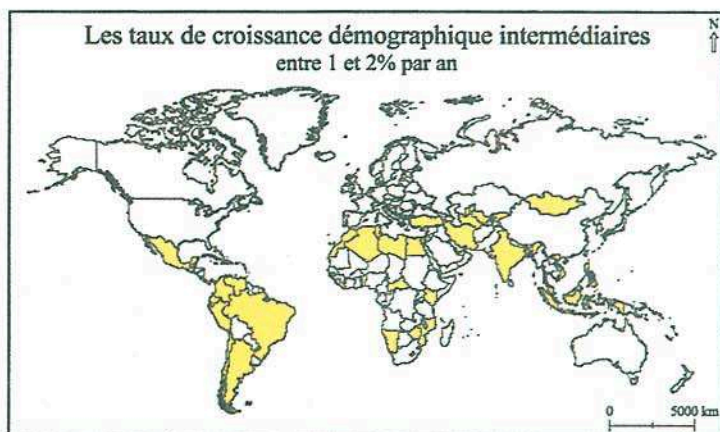 Les taux de croissance démographique intermédiaires
entre 1 et 2% par an
N
0 5000 km